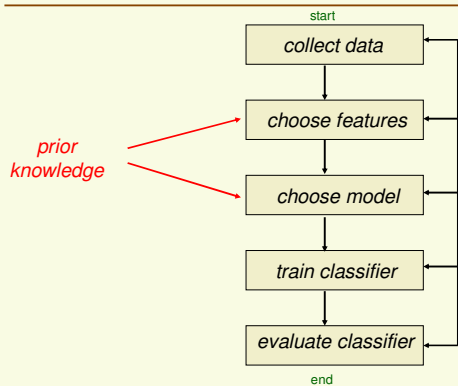 start
collect data
choose features
prior
knowledge
choose model
train classifier
evaluate classifier
end